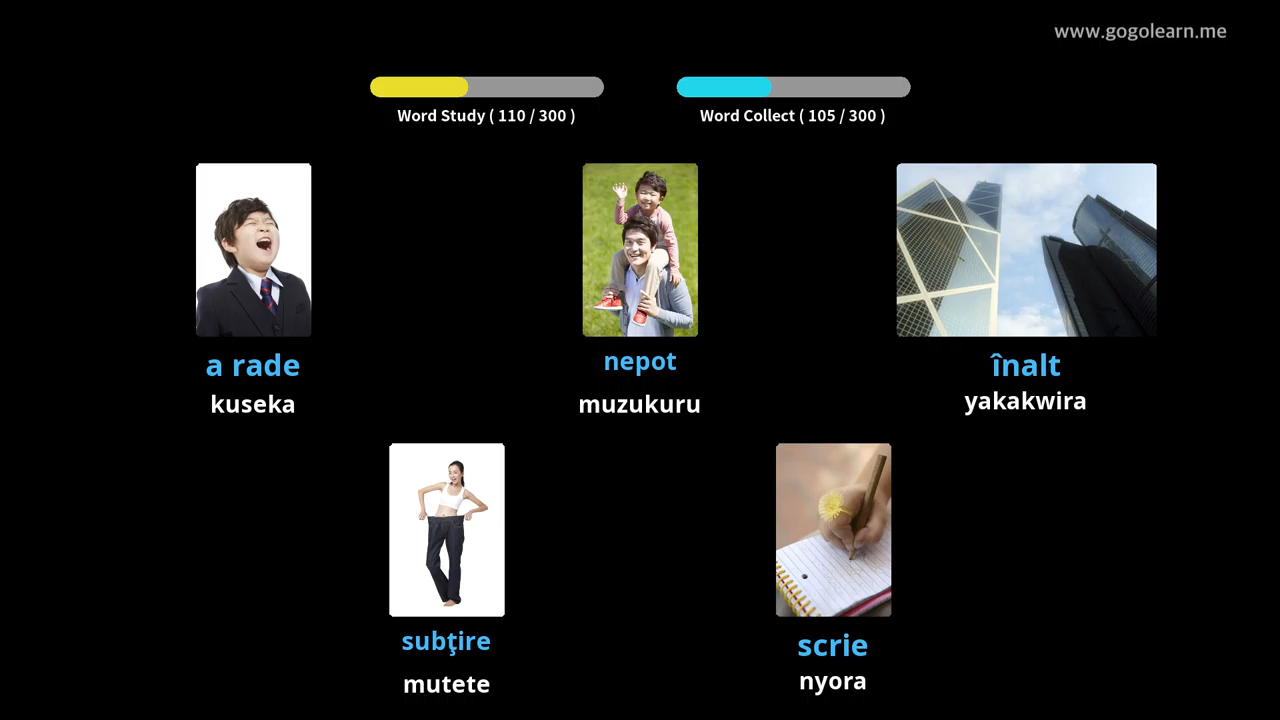 www.gogolearn.me
Word Study ( 110 / 300 )
Word Collect ( 105 / 300 )
a rade
kuseka
nepot
muzukuru
înalt
yakakwira
subţire
mutete
scrie
nyora